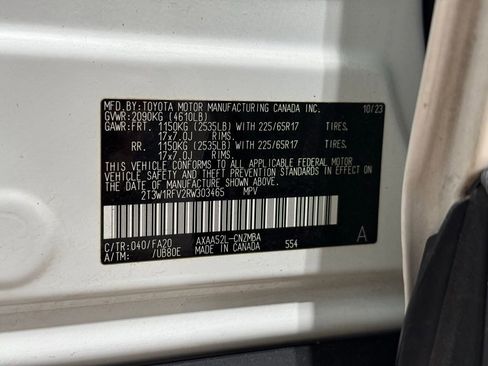 MFD.BY:TOYOTA MOTOR MANUFACTURING CANADA INC. 10/23
GVWR:2090KG (4610LB)
GAWR:FRT. 1150KG (2535LB) WITH 225/65R17 TIRES,
17x7.0J
RR. 1150KG (2535LB) WITH 225/65R17 TIRES,
17x7.0J
THIS VEHICLE CONFORMS TO ALL APPLICABLE FEDERAL MOTOR
VEHICLE SAFETY AND THEFT PREVENTION STANDARDS IN EFFECT
ON THE DATE OF MANUFACTURE SHOWN ABOVE.
2T3W1RFV2RW303465 MPV
C/TR:040/FA20 AXAA52L-CNZMBA A
A/TM: /UB80E MADE IN CANADA 554